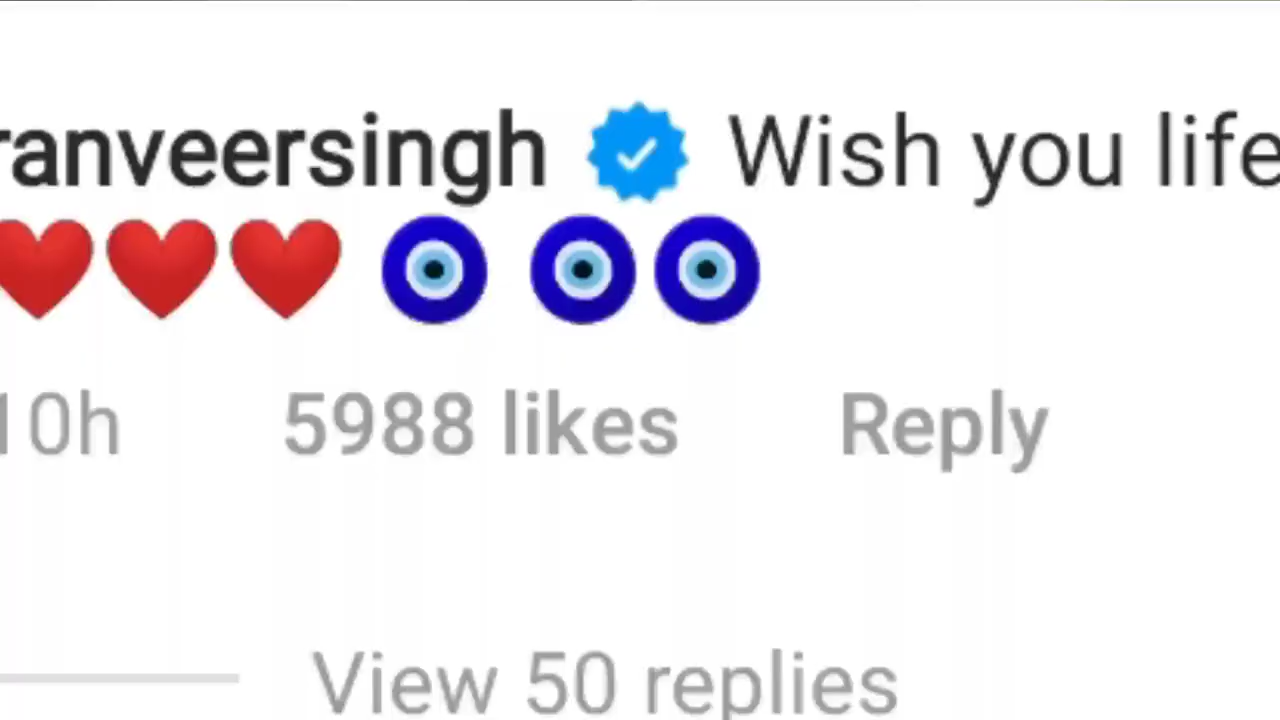 ranveersingh Wish you life
❤️❤️❤️ 🧿 🧿🧿
10h 5988 likes Reply
View 50 replies